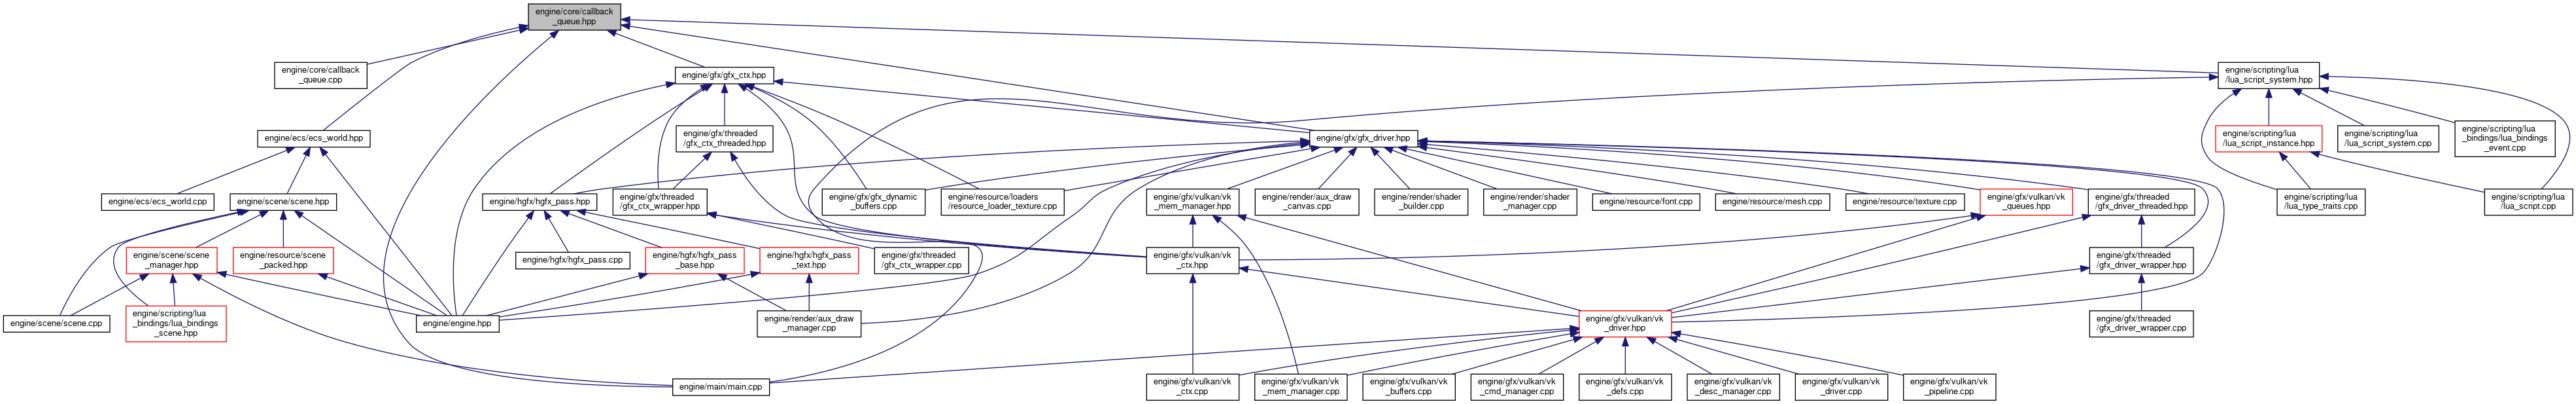 engine/core/callback
_queue.hpp
engine/core/callback
_queue.cpp
engine/gfx/gfx_ctx.hpp
engine/scripting/lua
/lua_script_system.hpp
engine/ecs/ecs_world.hpp
engine/gfx/threaded
/gfx_ctx_threaded.hpp
engine/gfx/gfx_driver.hpp
engine/scripting/lua
/lua_script_instance.hpp
engine/scripting/lua
/lua_script_system.cpp
engine/scripting/lua
_bindings/lua_bindings
_event.cpp
engine/ecs/ecs_world.cpp
engine/scene/scene.hpp
engine/hgfx/hgfx_pass.hpp
engine/gfx/threaded
/gfx_ctx_wrapper.hpp
engine/gfx/gfx_dynamic
_buffers.cpp
engine/resource/loaders
/resource_loader_texture.cpp
engine/gfx/vulkan/vk
_mem_manager.hpp
engine/render/aux_draw
_canvas.cpp
engine/render/shader
_builder.cpp
engine/render/shader
_manager.cpp
engine/resource/font.cpp
engine/resource/mesh.cpp
engine/resource/texture.cpp
engine/gfx/vulkan/vk
_queues.hpp
engine/gfx/threaded
/gfx_driver_threaded.hpp
engine/scripting/lua
/lua_type_traits.cpp
engine/scripting/lua
/lua_script.cpp
engine/scene/scene
_manager.hpp
engine/resource/scene
_packed.hpp
engine/hgfx/hgfx_pass.cpp
engine/hgfx/hgfx_pass
_base.hpp
engine/hgfx/hgfx_pass
_text.hpp
engine/gfx/threaded
/gfx_ctx_wrapper.cpp
engine/gfx/vulkan/vk
_ctx.hpp
engine/gfx/threaded
/gfx_driver_wrapper.hpp
engine/scene/scene.cpp
engine/scripting/lua
_bindings/lua_bindings
_scene.hpp
engine/engine.hpp
engine/render/aux_draw
_manager.cpp
engine/gfx/vulkan/vk
_driver.hpp
engine/gfx/threaded
/gfx_driver_wrapper.cpp
engine/main/main.cpp
engine/gfx/vulkan/vk
_ctx.cpp
engine/gfx/vulkan/vk
_mem_manager.cpp
engine/gfx/vulkan/vk
_buffers.cpp
engine/gfx/vulkan/vk
_cmd_manager.cpp
engine/gfx/vulkan/vk
_defs.cpp
engine/gfx/vulkan/vk
_desc_manager.cpp
engine/gfx/vulkan/vk
_driver.cpp
engine/gfx/vulkan/vk
_pipeline.cpp